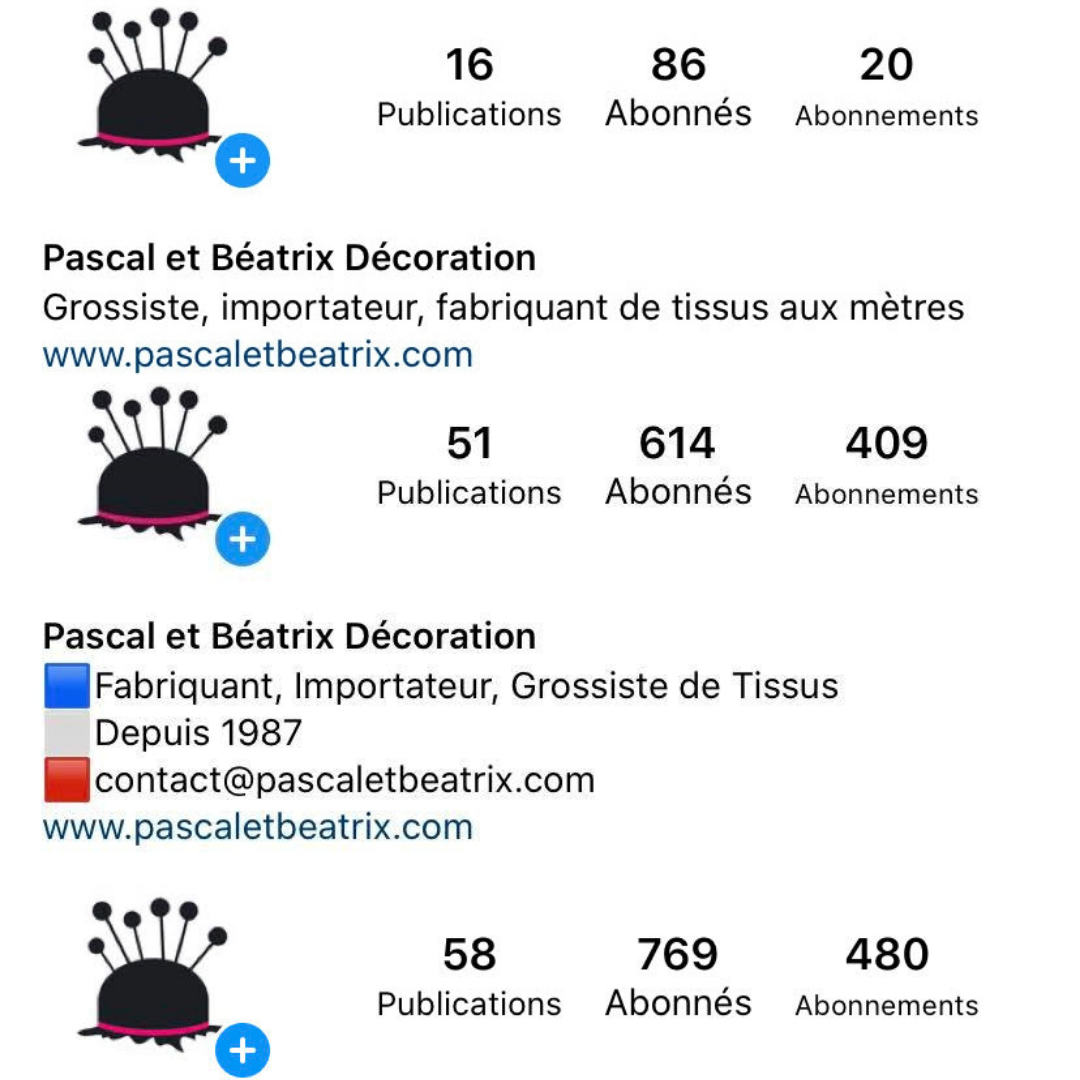 16 86 20
Publications Abonnés Abonnements
Pascal et Béatrix Décoration
Grossiste, importateur, fabriquant de tissus aux mètres
www.pascaletbeatrix.com
51 614 409
Publications Abonnés Abonnements
Pascal et Béatrix Décoration
Fabriquant, Importateur, Grossiste de Tissus
Depuis 1987
contact@pascaletbeatrix.com
www.pascaletbeatrix.com
58 769 480
Publications Abonnés Abonnements